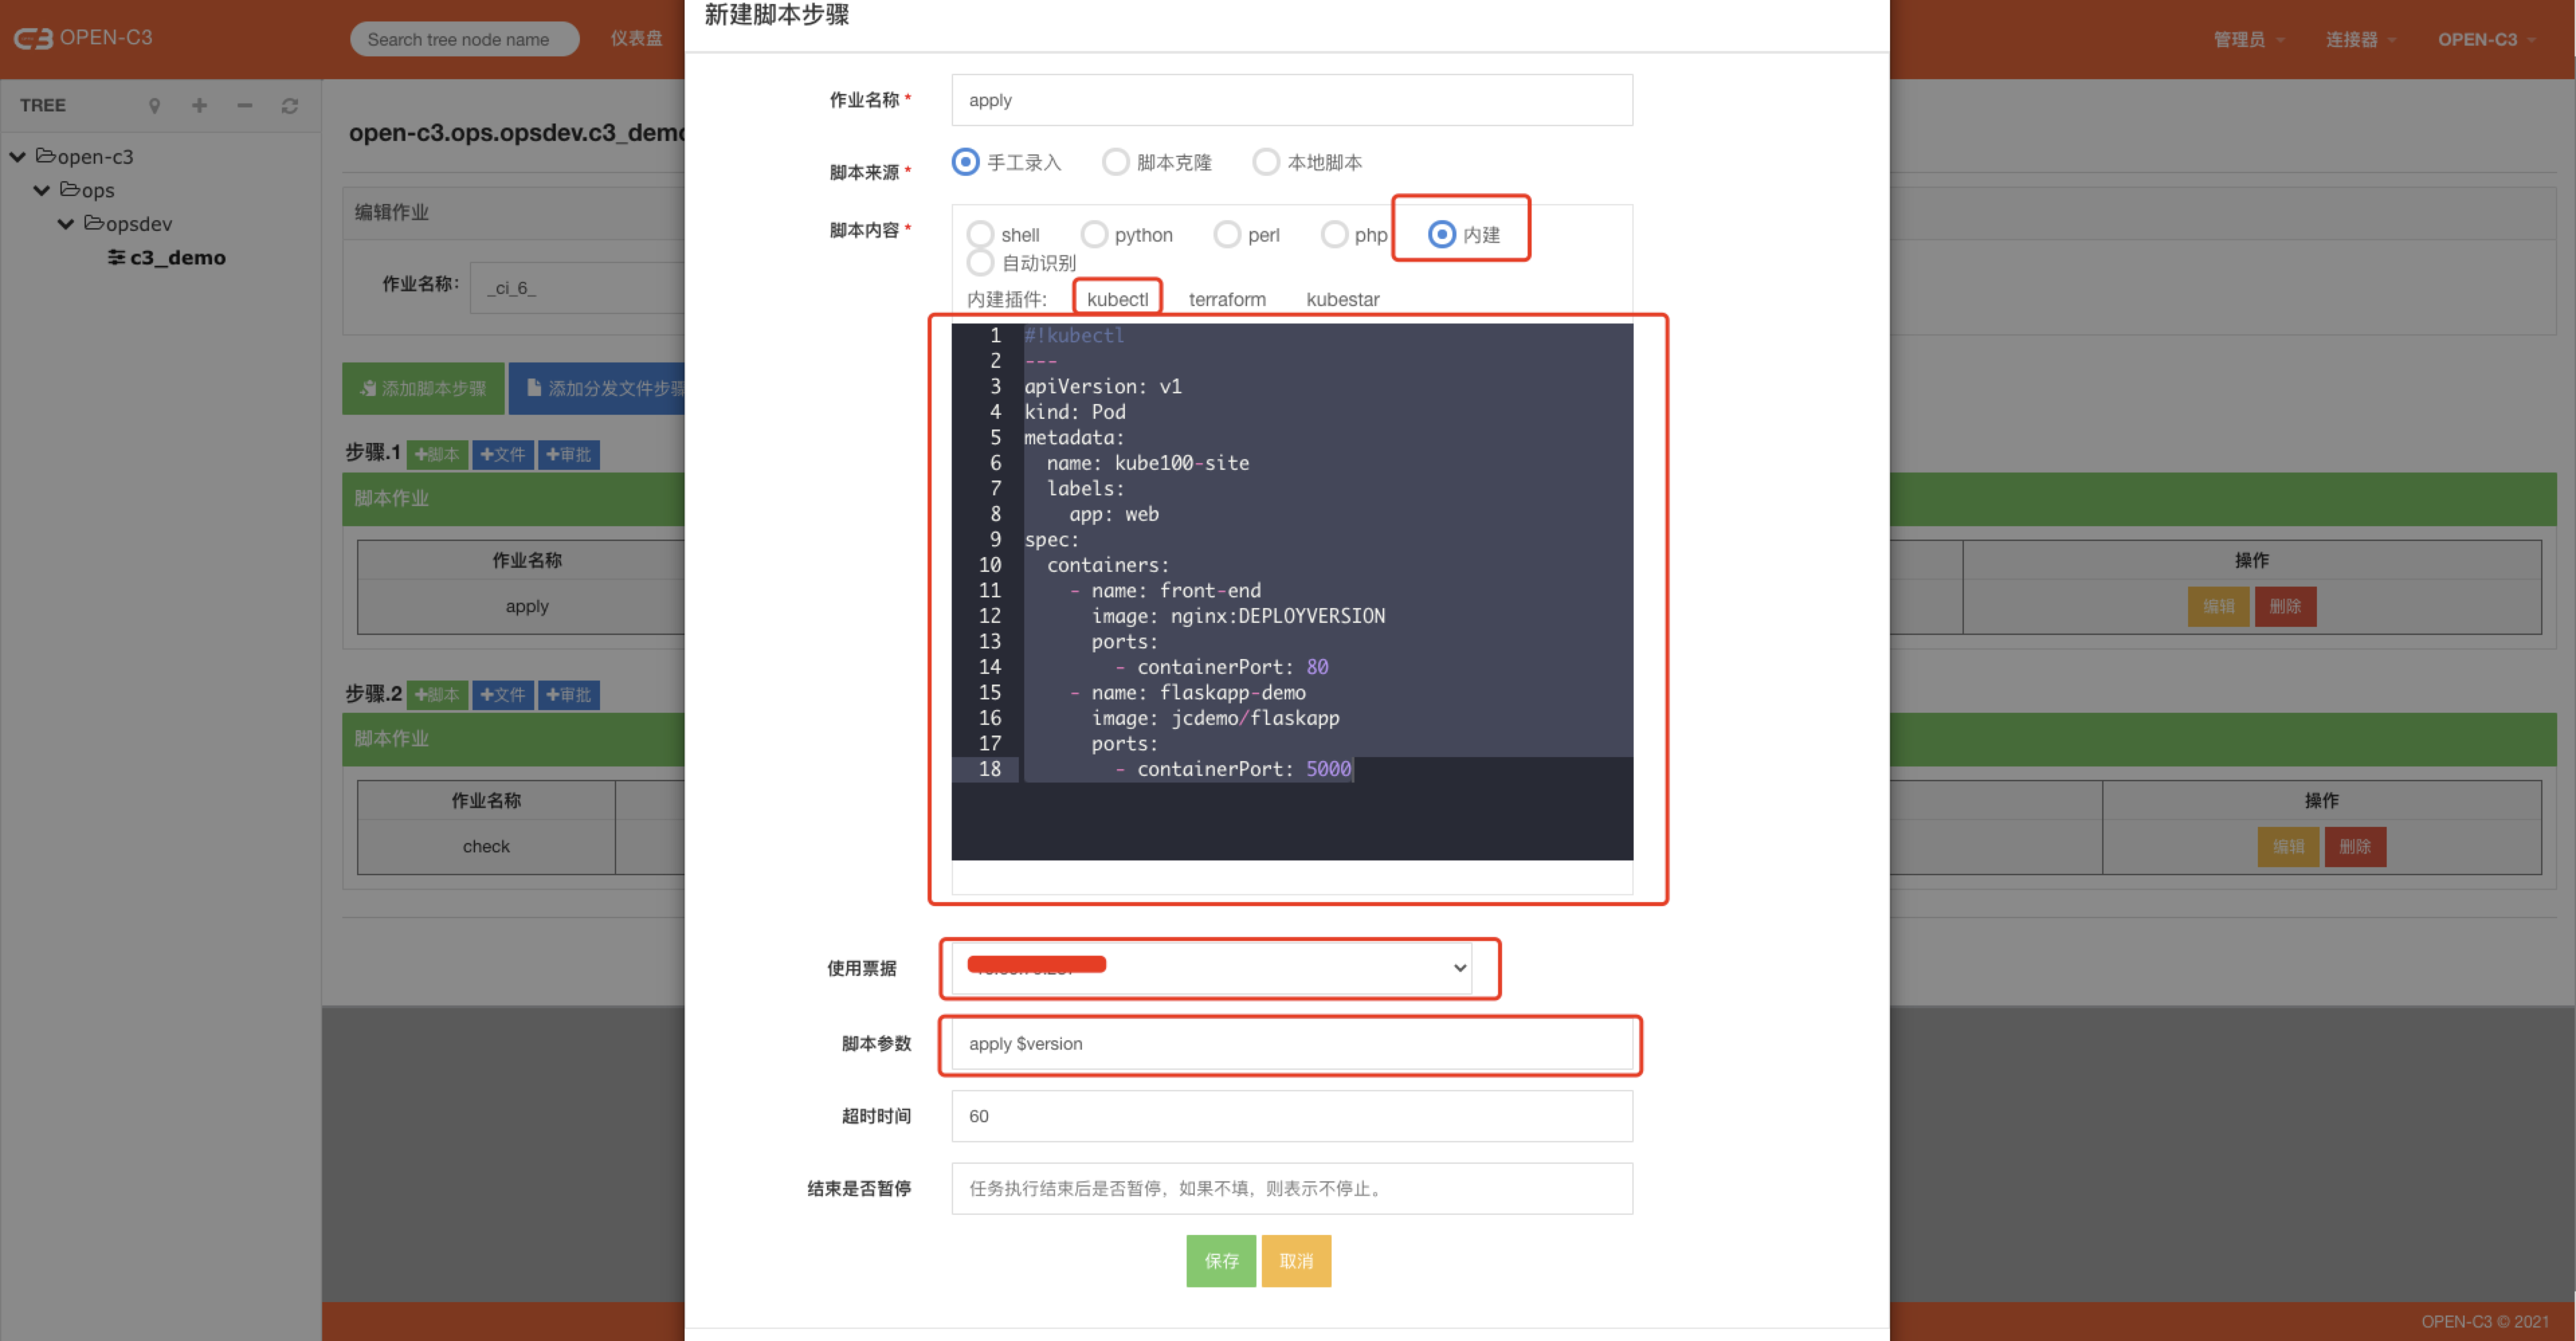 OPEN-C3
Search tree node name
仪表盘
管理员
连接器
OPEN-C3
TREE
open-c3
ops
opsdev
c3_demo
open-c3.ops.opsdev.c3_demo
编辑作业
作业名称:
_ci_6_
添加脚本步骤
添加分发文件步骤
步骤.1
脚本
文件
审批
脚本作业
作业名称
操作
apply
编辑
删除
步骤.2
脚本
文件
审批
脚本作业
作业名称
操作
check
编辑
删除
新建脚本步骤
作业名称 *
apply
脚本来源 *
手工录入
脚本克隆
本地脚本
脚本内容 *
shell
python
perl
php
内建
自动识别
内建插件:
kubectl
terraform
kubestar
1 #!kubectl
2 ---
3 apiVersion: v1
4 kind: Pod
5 metadata:
6   name: kube100-site
7   labels:
8     app: web
9 spec:
10   containers:
11     - name: front-end
12       image: nginx:DEPLOYVERSION
13       ports:
14         - containerPort: 80
15     - name: flaskapp-demo
16       image: jcdemo/flaskapp
17       ports:
18         - containerPort: 5000
使用票据
脚本参数
apply $version
超时时间
60
结束是否暂停
任务执行结束后是否暂停，如果不填，则表示不停止。
保存
取消
OPEN-C3 © 2021